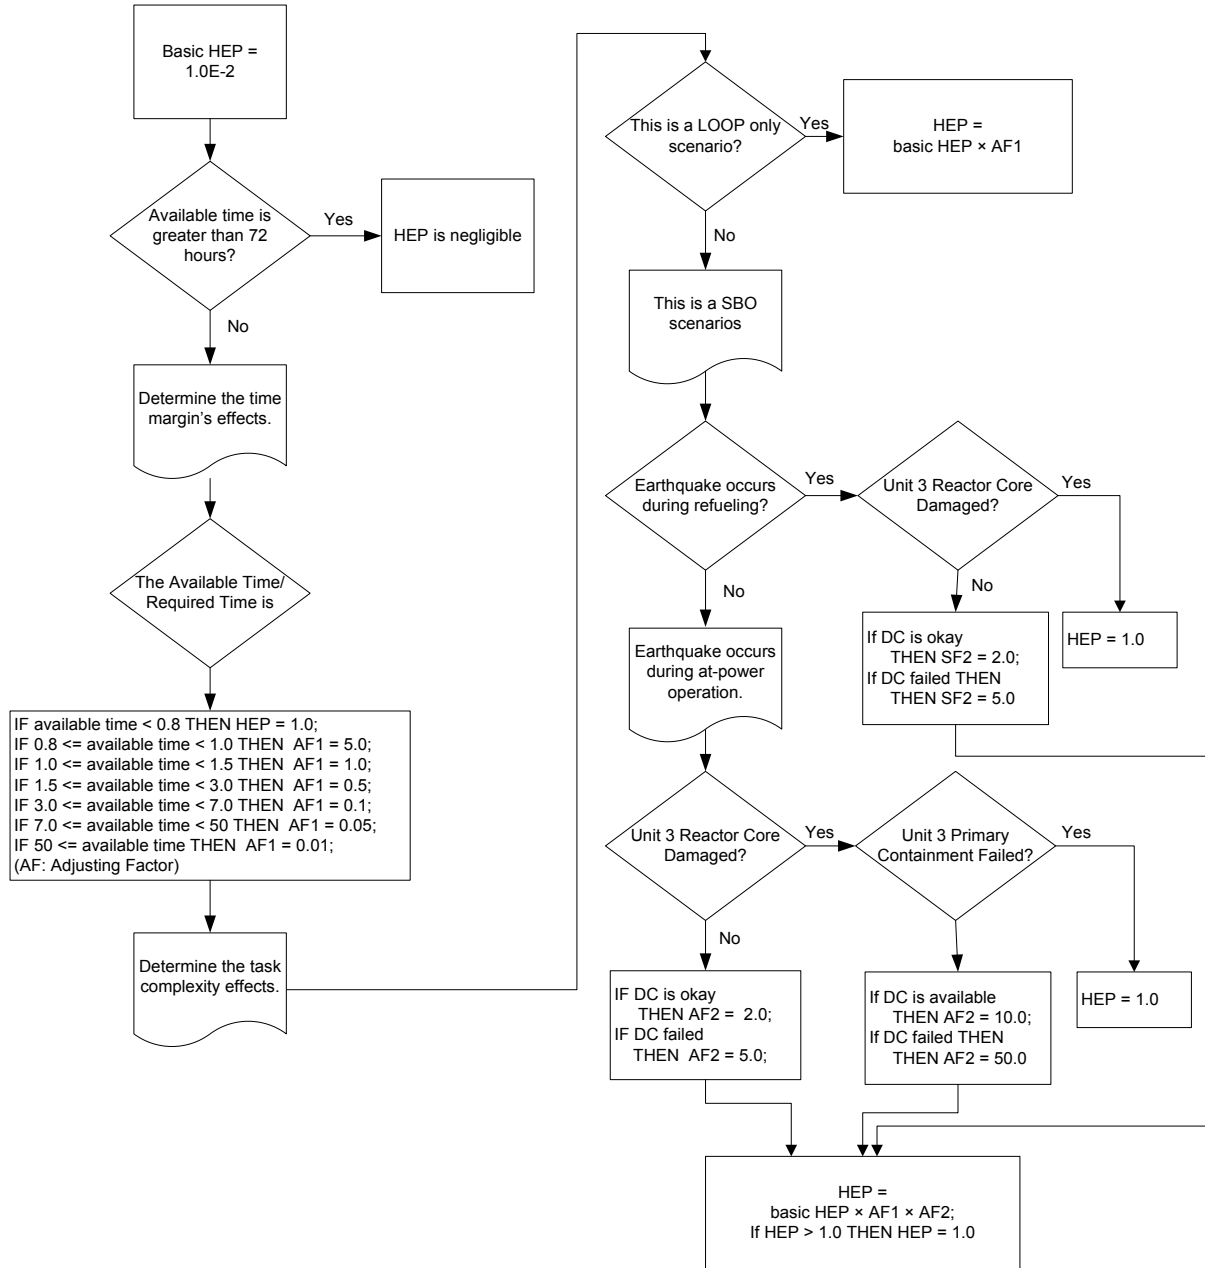 Basic HEP =
1.0E-2
Available time is
greater than 72
hours?
Yes
HEP is negligible
No
Determine the time
margin's effects.
The Available Time/
Required Time is
IF available time < 0.8 THEN HEP = 1.0;
IF 0.8 <= available time < 1.0 THEN  AF1 = 5.0;
IF 1.0 <= available time < 1.5 THEN  AF1 = 1.0;
IF 1.5 <= available time < 3.0 THEN  AF1 = 0.5;
IF 3.0 <= available time < 7.0 THEN  AF1 = 0.1;
IF 7.0 <= available time < 50 THEN  AF1 = 0.05;
IF 50 <= available time THEN  AF1 = 0.01;
(AF: Adjusting Factor)
Determine the task
complexity effects.
This is a LOOP only
scenario?
Yes
HEP =
basic HEP × AF1
No
This is a SBO
scenarios
Earthquake occurs
during refueling?
Yes
Unit 3 Reactor Core
Damaged?
Yes
HEP = 1.0
No
If DC is okay
THEN SF2 = 2.0;
If DC failed THEN
THEN SF2 = 5.0
No
Earthquake occurs
during at-power
operation.
Unit 3 Reactor Core
Damaged?
Yes
Unit 3 Primary
Containment Failed?
Yes
HEP = 1.0
No
IF DC is okay
THEN AF2 =  2.0;
IF DC failed
THEN  AF2 = 5.0;
If DC is available
THEN AF2 = 10.0;
If DC failed THEN
THEN AF2 = 50.0
HEP =
basic HEP × AF1 × AF2;
If HEP > 1.0 THEN HEP = 1.0